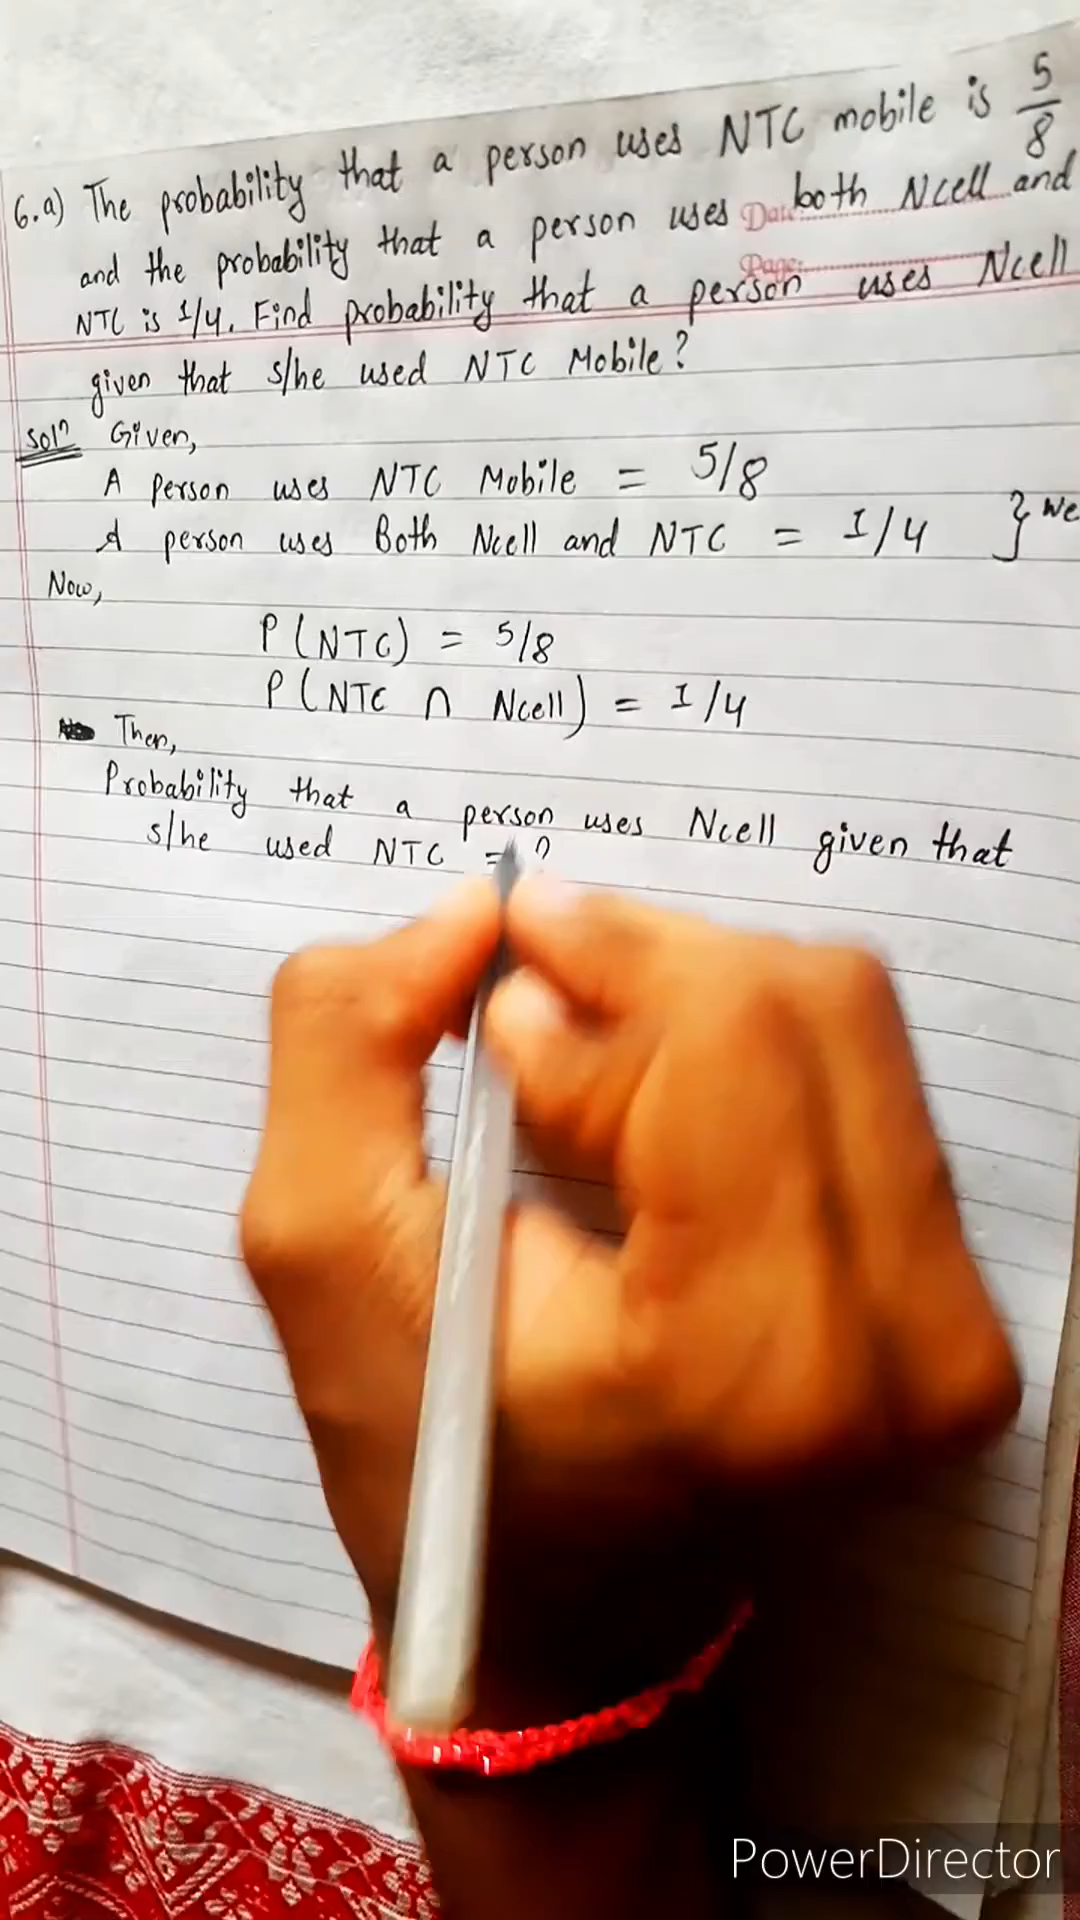 6.a) The probability that a person uses NTC mobile is 5/8
and the probability that a person uses both Ncell and
NTC is 1/4. Find probability that a person uses Ncell
given that s/he used NTC Mobile?
Date:
Page:
Solⁿ Given,
A person uses NTC Mobile = 5/8
A person uses Both Ncell and NTC = 1/4 } We
Now,
P(NTC) = 5/8
P(NTC ∩ Ncell) = 1/4
Then,
Probability that a person uses Ncell given that
s/he used NTC = ?
PowerDirector